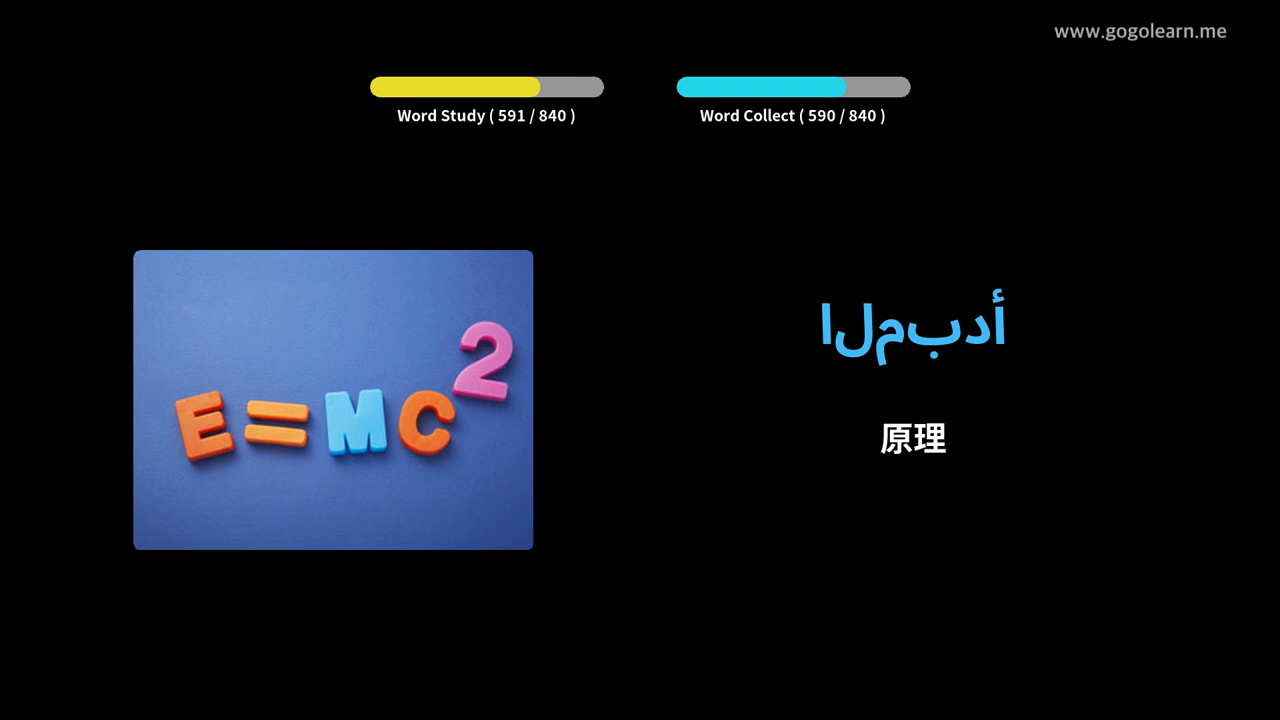 www.gogolearn.me
Word Study ( 591 / 840 )
Word Collect ( 590 / 840 )
E=MC2
المبدأ
原理